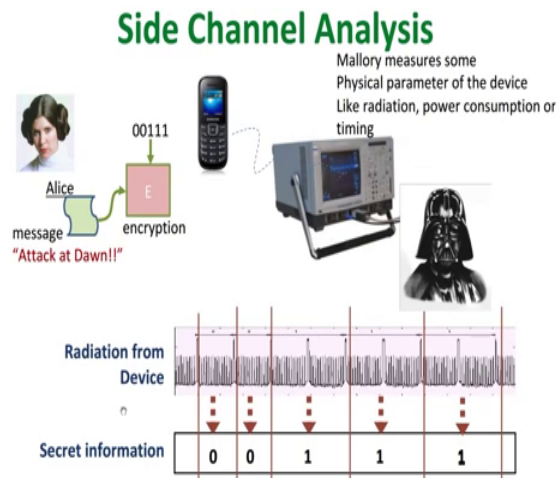 Side Channel Analysis
Mallory measures some
Physical parameter of the device
Like radiation, power consumption or
timing
00111
Alice
E
message
encryption
"Attack at Dawn!!"
Radiation from
Device
Secret information
0 0 1 1 1